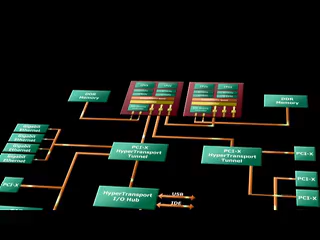 DDR
Memory
DDR
Memory
Gigabit
Ethernet
Gigabit
Ethernet
Gigabit
Ethernet
Gigabit
Ethernet
PCI-X
HyperTransport
Tunnel
PCI-X
HyperTransport
Tunnel
PCI-X
PCI-X
PCI-X
PCI-X
HyperTransport
I/O Hub
USB
IDE